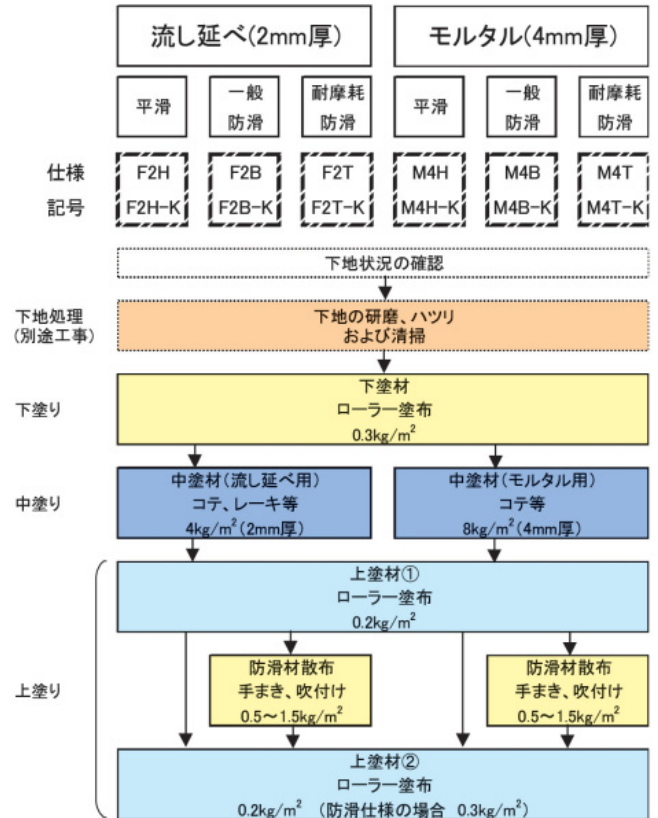 流し延べ(2mm厚)
モルタル(4mm厚)
平滑
一般
防滑
耐摩耗
防滑
平滑
一般
防滑
耐摩耗
防滑
仕様
記号
F2H
F2H-K
F2B
F2B-K
F2T
F2T-K
M4H
M4H-K
M4B
M4B-K
M4T
M4T-K
下地状況の確認
下地処理
(別途工事)
下地の研磨、ハツリ
および清掃
下塗り
下塗材
ローラー塗布
0.3kg/m²
中塗り
中塗材(流し延べ用)
コテ、レーキ等
4kg/m²(2mm厚)
中塗材(モルタル用)
コテ等
8kg/m²(4mm厚)
上塗り
上塗材①
ローラー塗布
0.2kg/m²
防滑材散布
手まき、吹付け
0.5～1.5kg/m²
防滑材散布
手まき、吹付け
0.5～1.5kg/m²
上塗材②
ローラー塗布
0.2kg/m² (防滑仕様の場合 0.3kg/m²)